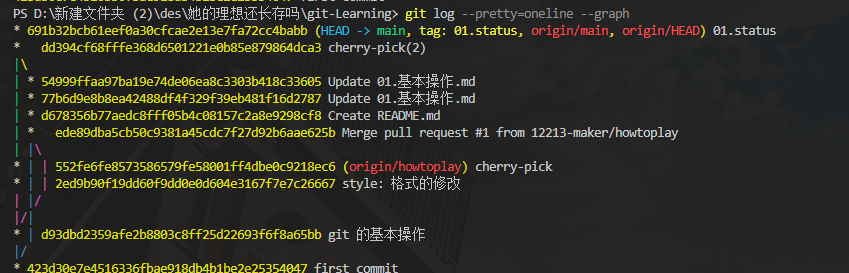 PS D:\新建文件夹 (2)\des\她的理想还长存吗\git-Learning> git log --pretty=oneline --graph
* 691b32bcb61eef0a30cfcae2e13e7fa72cc4babb (HEAD -> main, tag: 01.status, origin/main, origin/HEAD) 01.status
*   dd394cf68fffe368d6501221e0b85e879864dca3 cherry-pick(2)
|\
| * 54999ffaa97ba19e74de06ea8c3303b418c33605 Update 01.基本操作.md
| * 77b6d9e8b8ea42488df4f329f39eb481f16d2787 Update 01.基本操作.md
| * d678356b77aedc8fff05b4c08157c2a8e9298cf8 Create README.md
| *   ede89dba5cb50c9381a45cdc7f27d92b6aae625b Merge pull request #1 from 12213-maker/howtoplay
| |\
* | | 552fe6fe8573586579fe58001ff4dbe0c9218ec6 (origin/howtoplay) cherry-pick
* | | 2ed9b90f19dd60f9dd0e0d604e3167f7e7c26667 style: 格式的修改
| |/
|/|
* | d93dbd2359afe2b8803c8ff25d22693f6f8a65bb git 的基本操作
|/
* 423d30e7e4516336fbae918db4b1be2e25354047 first commit